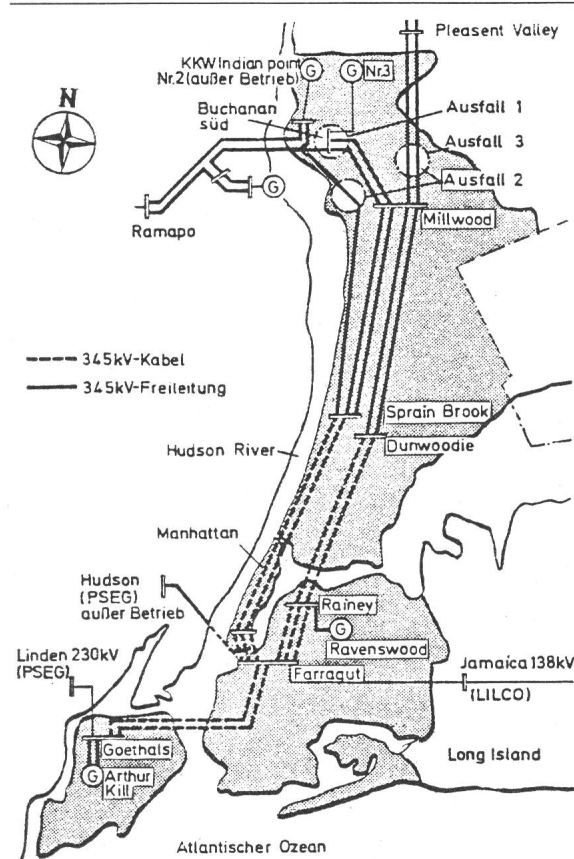 Pleasent Valley
KKW Indian point
Nr.2 (außer Betrieb)
G
G
Nr.3
Buchanan
süd
Ausfall 1
N
Ausfall 3
G
Ausfall 2
Ramapo
Millwood
345kV-Kabel
345kV-Freileitung
Sprain Brook
Dunwoodie
Hudson River
Manhattan
Hudson
(PSEG)
außer Betrieb
Rainey
G
Ravenswood
Linden 230kV
(PSEG)
Farragut
Jamaica 138kV
(LILCO)
Goethals
G
Arthur
Kill
Long Island
Atlantischer Ozean